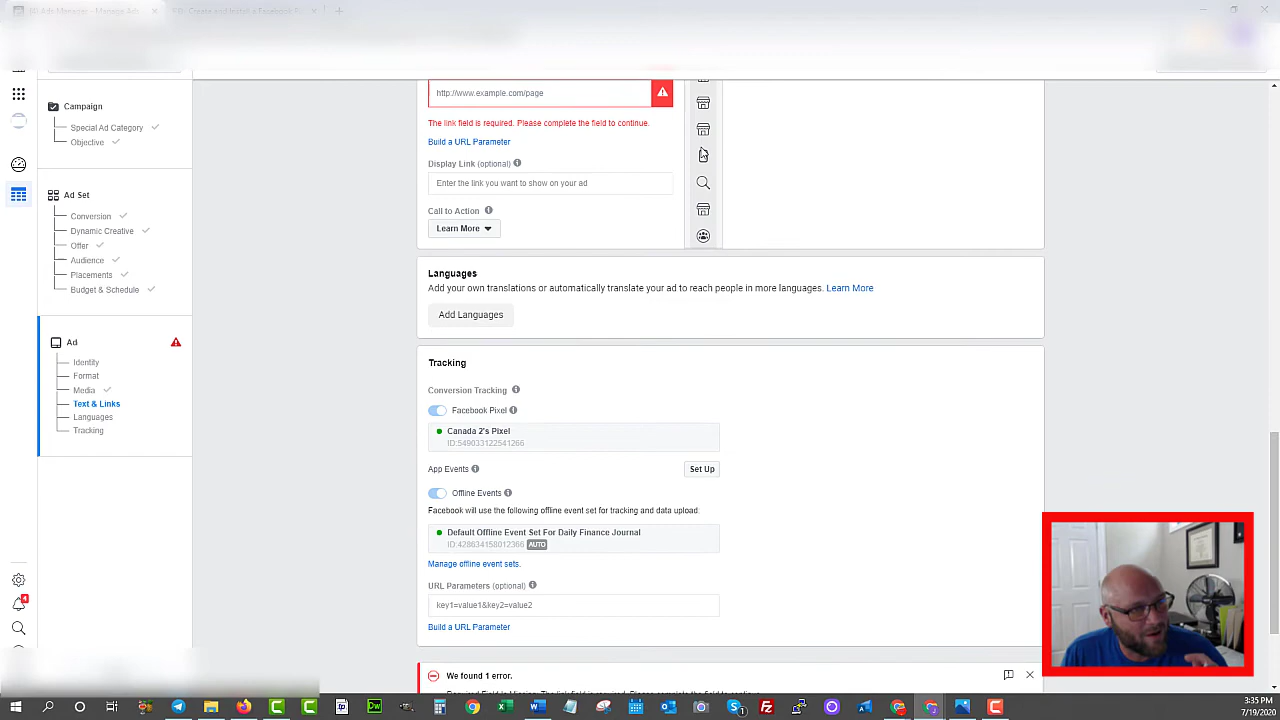 Campaign
Special Ad Category
Objective
Ad Set
Conversion
Dynamic Creative
Offer
Audience
Placements
Budget & Schedule
Ad
Identity
Format
Media
Text & Links
Languages
Tracking
http://www.example.com/page
The link field is required. Please complete the field to continue.
Build a URL Parameter
Display Link (optional)
Enter the link you want to show on your ad
Call to Action
Learn More
Languages
Add your own translations or automatically translate your ad to reach people in more languages. Learn More
Add Languages
Tracking
Conversion Tracking
Facebook Pixel
Canada 2's Pixel
ID:549033122541266
App Events
Set Up
Offline Events
Facebook will use the following offline event set for tracking and data upload:
Default Offline Event Set For Daily Finance Journal
ID:428634158012366 AUTO
Manage offline event sets.
URL Parameters (optional)
key1=value1&key2=value2
Build a URL Parameter
We found 1 error.
3:35 PM
7/19/2020